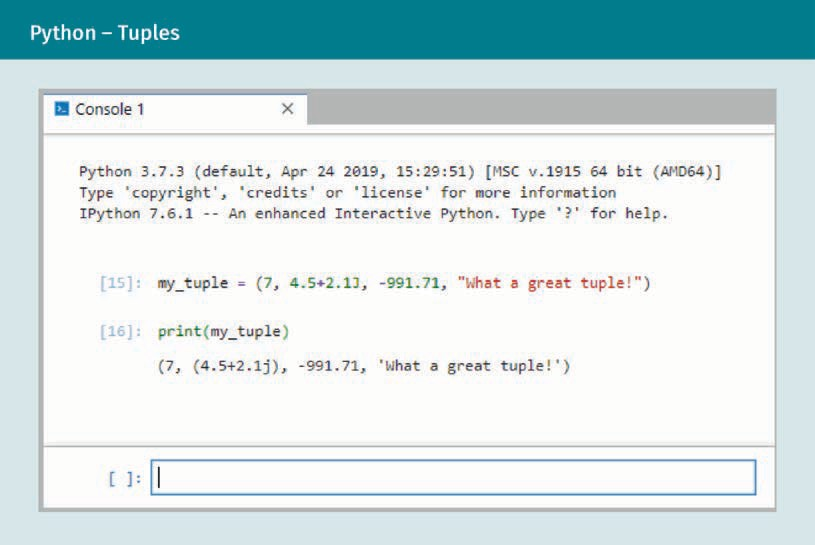 Python – Tuples
Console 1
Python 3.7.3 (default, Apr 24 2019, 15:29:51) [MSC v.1915 64 bit (AMD64)]
Type 'copyright', 'credits' or 'license' for more information
IPython 7.6.1 -- An enhanced Interactive Python. Type '?' for help.
[15]: my_tuple = (7, 4.5+2.1J, -991.71, "What a great tuple!")
[16]: print(my_tuple)
(7, (4.5+2.1j), -991.71, 'What a great tuple!')
[ ]: